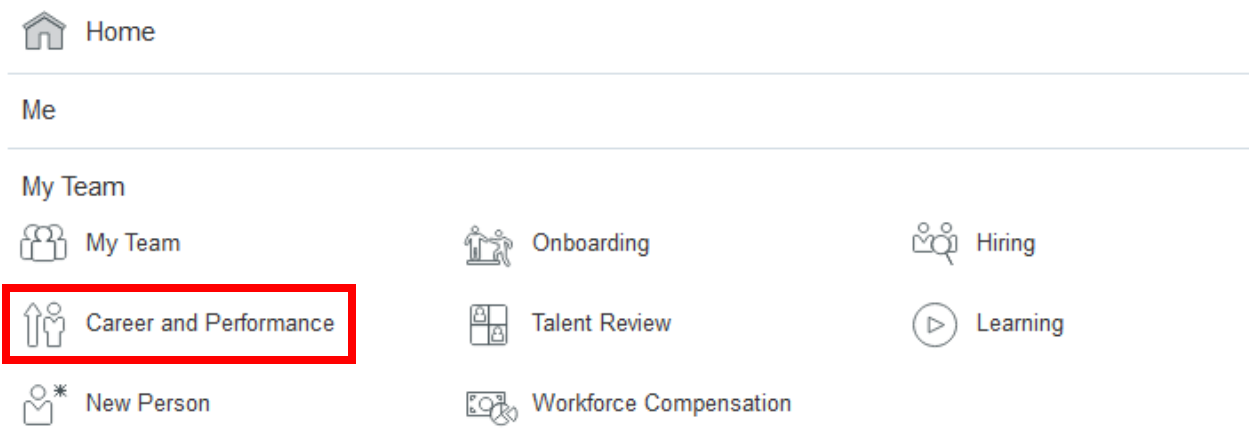 Home
Me
My Team
My Team
Onboarding
Hiring
Career and Performance
Talent Review
Learning
New Person
Workforce Compensation